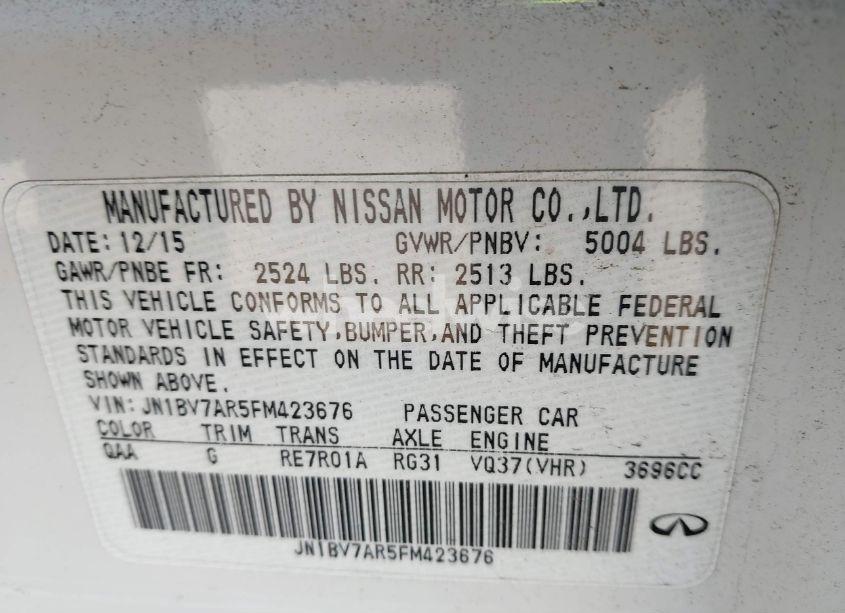 MANUFACTURED BY NISSAN MOTOR CO.,LTD.
DATE: 12/15 GVWR/PNBV: 5004 LBS.
GAWR/PNBE FR: 2524 LBS. RR: 2513 LBS.
THIS VEHICLE CONFORMS TO ALL APPLICABLE FEDERAL
MOTOR VEHICLE SAFETY,BUMPER,AND THEFT PREVENTION
STANDARDS IN EFFECT ON THE DATE OF MANUFACTURE
SHOWN ABOVE.
VIN: JN1BV7AR5FM423676 PASSENGER CAR
COLOR TRIM TRANS AXLE ENGINE
QAA G RE7R01A RG31 VQ37(VHR) 3696CC
JN1BV7AR5FM423676